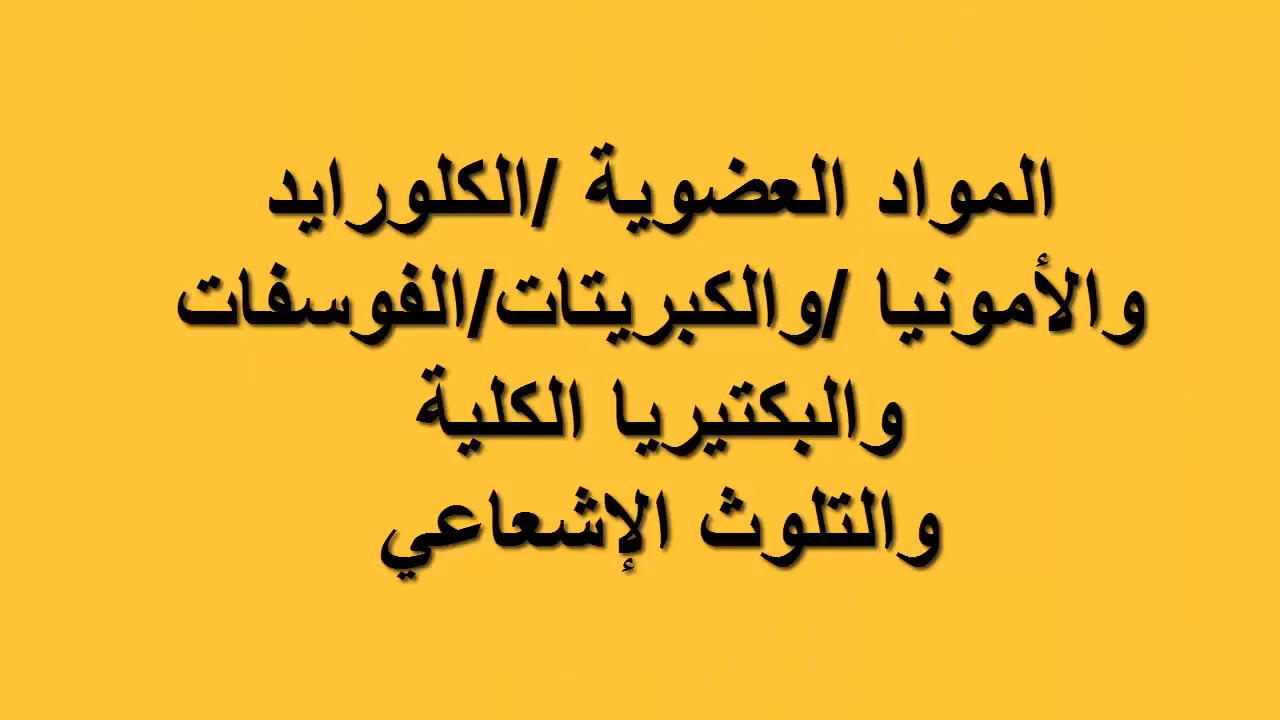 المواد العضوية /الكلورايد
والأمونيا /والكبريتات/الفوسفات
والبكتيريا الكلية
والتلوث الإشعاعي